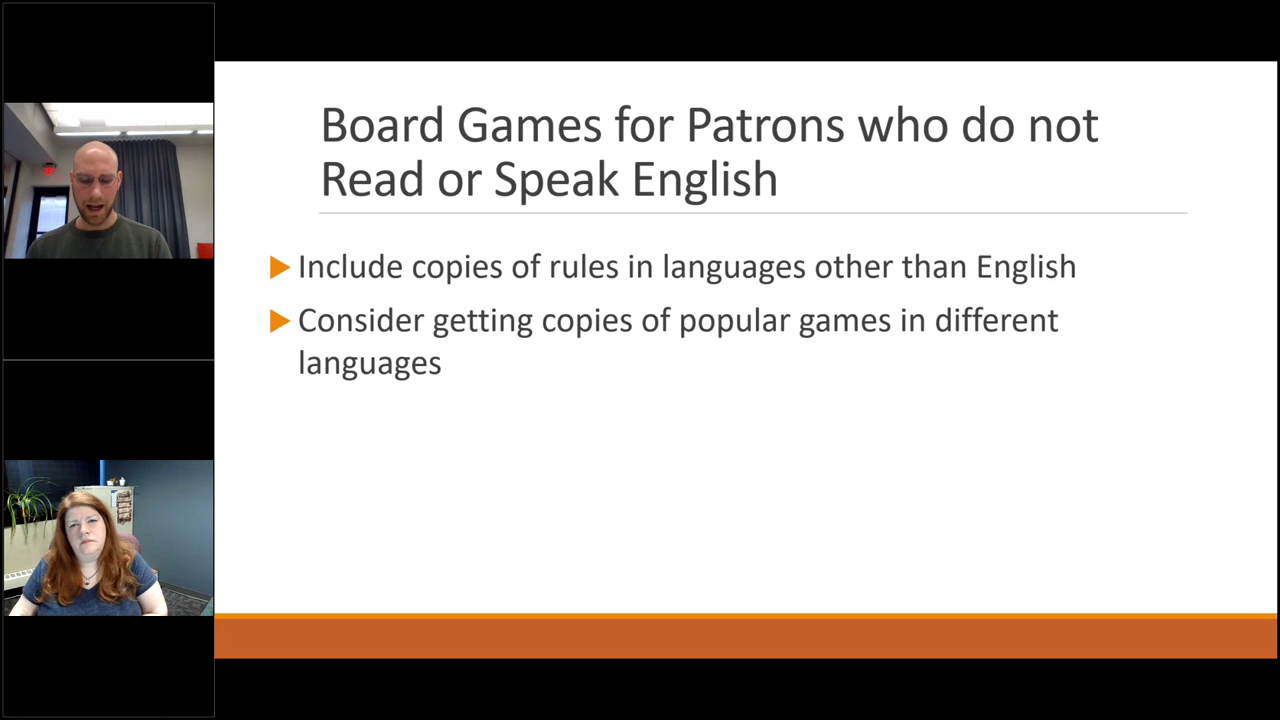 Board Games for Patrons who do not
Read or Speak English
Include copies of rules in languages other than English
Consider getting copies of popular games in different
languages